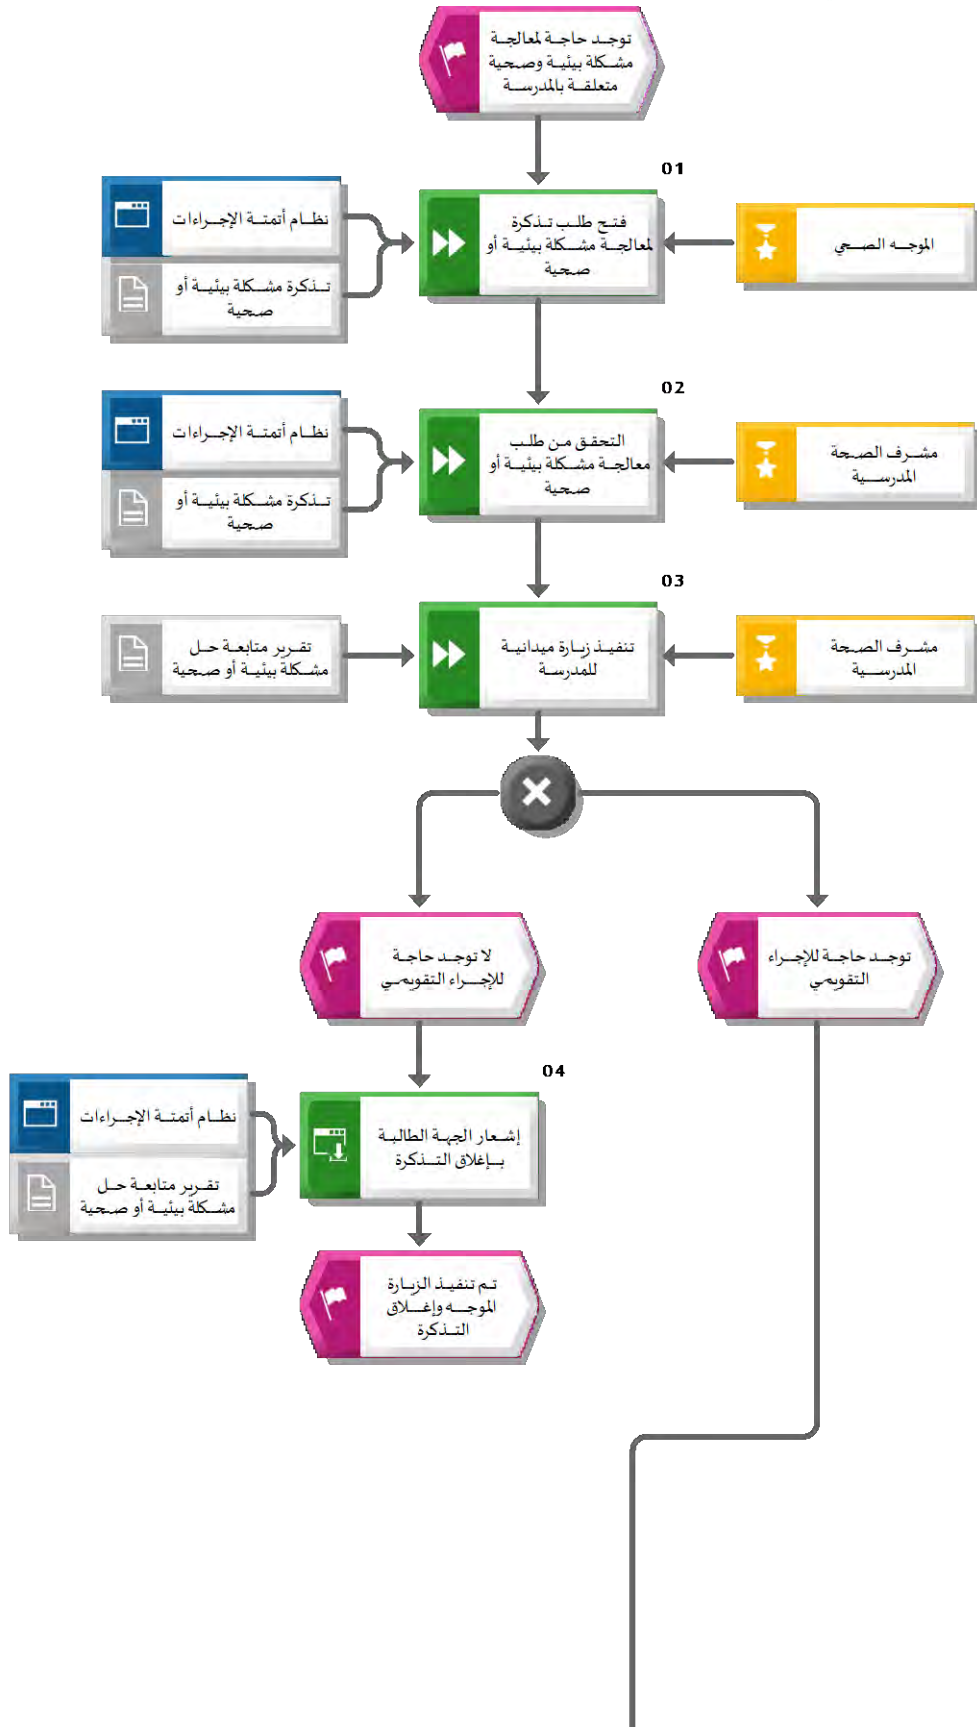 توجد حاجة لمعالجة
مشكلة بيئية وصحية
متعلقة بالمدرسة
01
الموجه الصحي
فتح طلب تذكرة
لمعالجة مشكلة بيئية أو
صحية
نظام أتمتة الإجراءات
تذكرة مشكلة بيئية أو
صحية
02
مشرف الصحة
المدرسية
التحقق من طلب
معالجة مشكلة بيئية أو
صحية
نظام أتمتة الإجراءات
تذكرة مشكلة بيئية أو
صحية
03
مشرف الصحة
المدرسية
تنفيذ زيارة ميدانية
للمدرسة
تقرير متابعة حل
مشكلة بيئية أو صحية
توجد حاجة للإجراء
التقويمي
لا توجد حاجة
للإجراء التقويمي
04
إشعار الجهة الطالبة
بإغلاق التذكرة
نظام أتمتة الإجراءات
تقرير متابعة حل
مشكلة بيئية أو صحية
تم تنفيذ الزيارة
الموجه وإغلاق
التذكرة